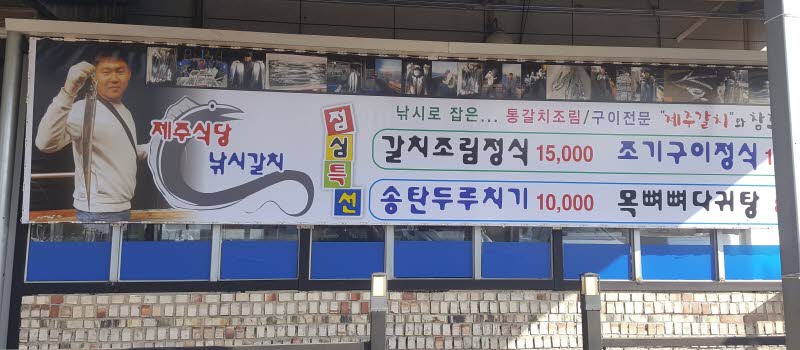 제주식당
낚시갈치
점심특선
낚시로 잡은... 통갈치조림/구이전문 "제주갈치"와 참조
갈치조림정식 15,000 조기구이정식 1
송탄두루치기 10,000 목뼈뼈다귀탕